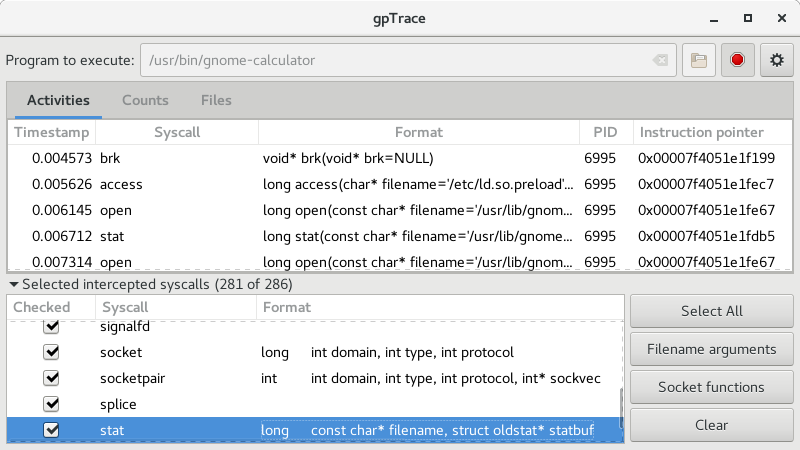 gpTrace
Program to execute: /usr/bin/gnome-calculator
Activities Counts Files
Timestamp Syscall Format PID Instruction pointer
0.004573 brk void* brk(void* brk=NULL) 6995 0x00007f4051e1f199
0.005626 access long access(char* filename='/etc/ld.so.preload'... 6995 0x00007f4051e1fec7
0.006145 open long open(const char* filename='/usr/lib/gnom... 6995 0x00007f4051e1fe67
0.006712 stat long stat(const char* filename='/usr/lib/gnome... 6995 0x00007f4051e1fdb5
0.007314 open long open(const char* filename='/usr/lib/gnom... 6995 0x00007f4051e1fe67
Selected intercepted syscalls (281 of 286)
Checked Syscall Format
signalfd
socket long int domain, int type, int protocol
socketpair int int domain, int type, int protocol, int* sockvec
splice
stat long const char* filename, struct oldstat* statbuf
Select All
Filename arguments
Socket functions
Clear